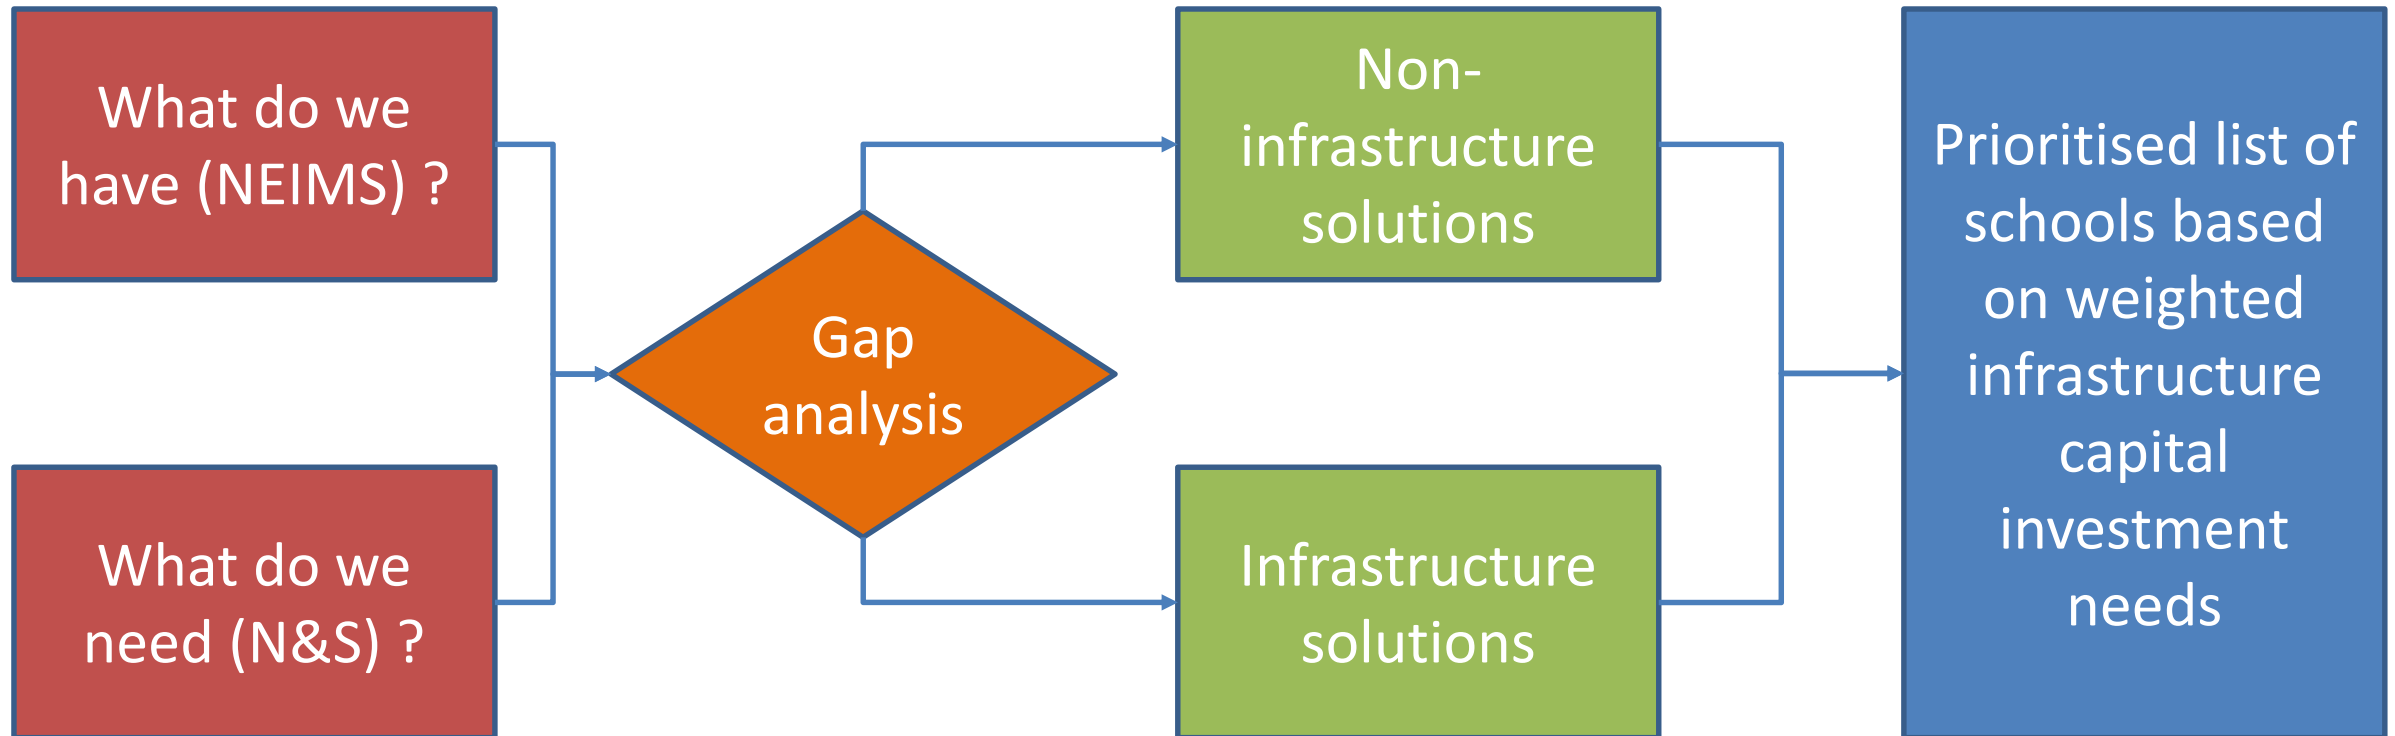 What do we
have (NEIMS) ?
What do we
need (N&S) ?
Gap
analysis
Non-
infrastructure
solutions
Infrastructure
solutions
Prioritised list of
schools based
on weighted
infrastructure
capital
investment
needs